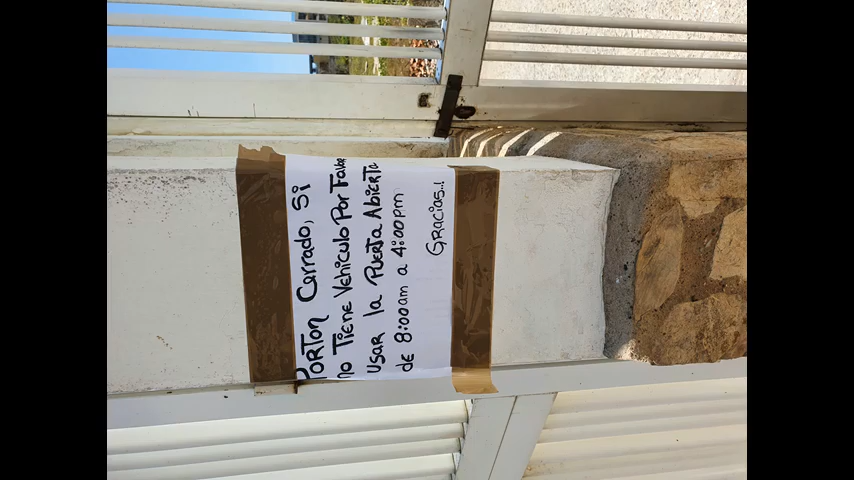 PORTON Cerrado, Si
no Tiene Vehiculo Por Favor
usar la Puerta Abierta
de 8:00am a 4:00pm
Gracias..!